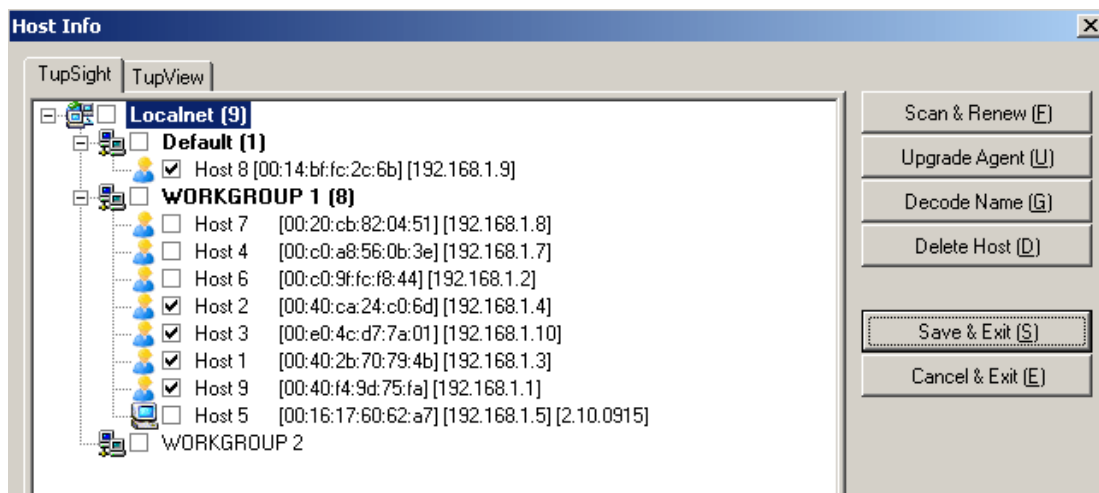 Host Info
TupSight TupView
Localnet (9)
Default (1)
Host 8 [00:14:bf:fc:2c:6b] [192.168.1.9]
WORKGROUP 1 (8)
Host 7 [00:20:cb:82:04:51] [192.168.1.8]
Host 4 [00:c0:a8:56:0b:3e] [192.168.1.7]
Host 6 [00:c0:9f:fc:f8:44] [192.168.1.2]
Host 2 [00:40:ca:24:c0:6d] [192.168.1.4]
Host 3 [00:e0:4c:d7:7a:01] [192.168.1.10]
Host 1 [00:40:2b:70:79:4b] [192.168.1.3]
Host 9 [00:40:f4:9d:75:fa] [192.168.1.1]
Host 5 [00:16:17:60:62:a7] [192.168.1.5] [2.10.0915]
WORKGROUP 2
Scan & Renew (F)
Upgrade Agent (U)
Decode Name (G)
Delete Host (D)
Save & Exit (S)
Cancel & Exit (E)